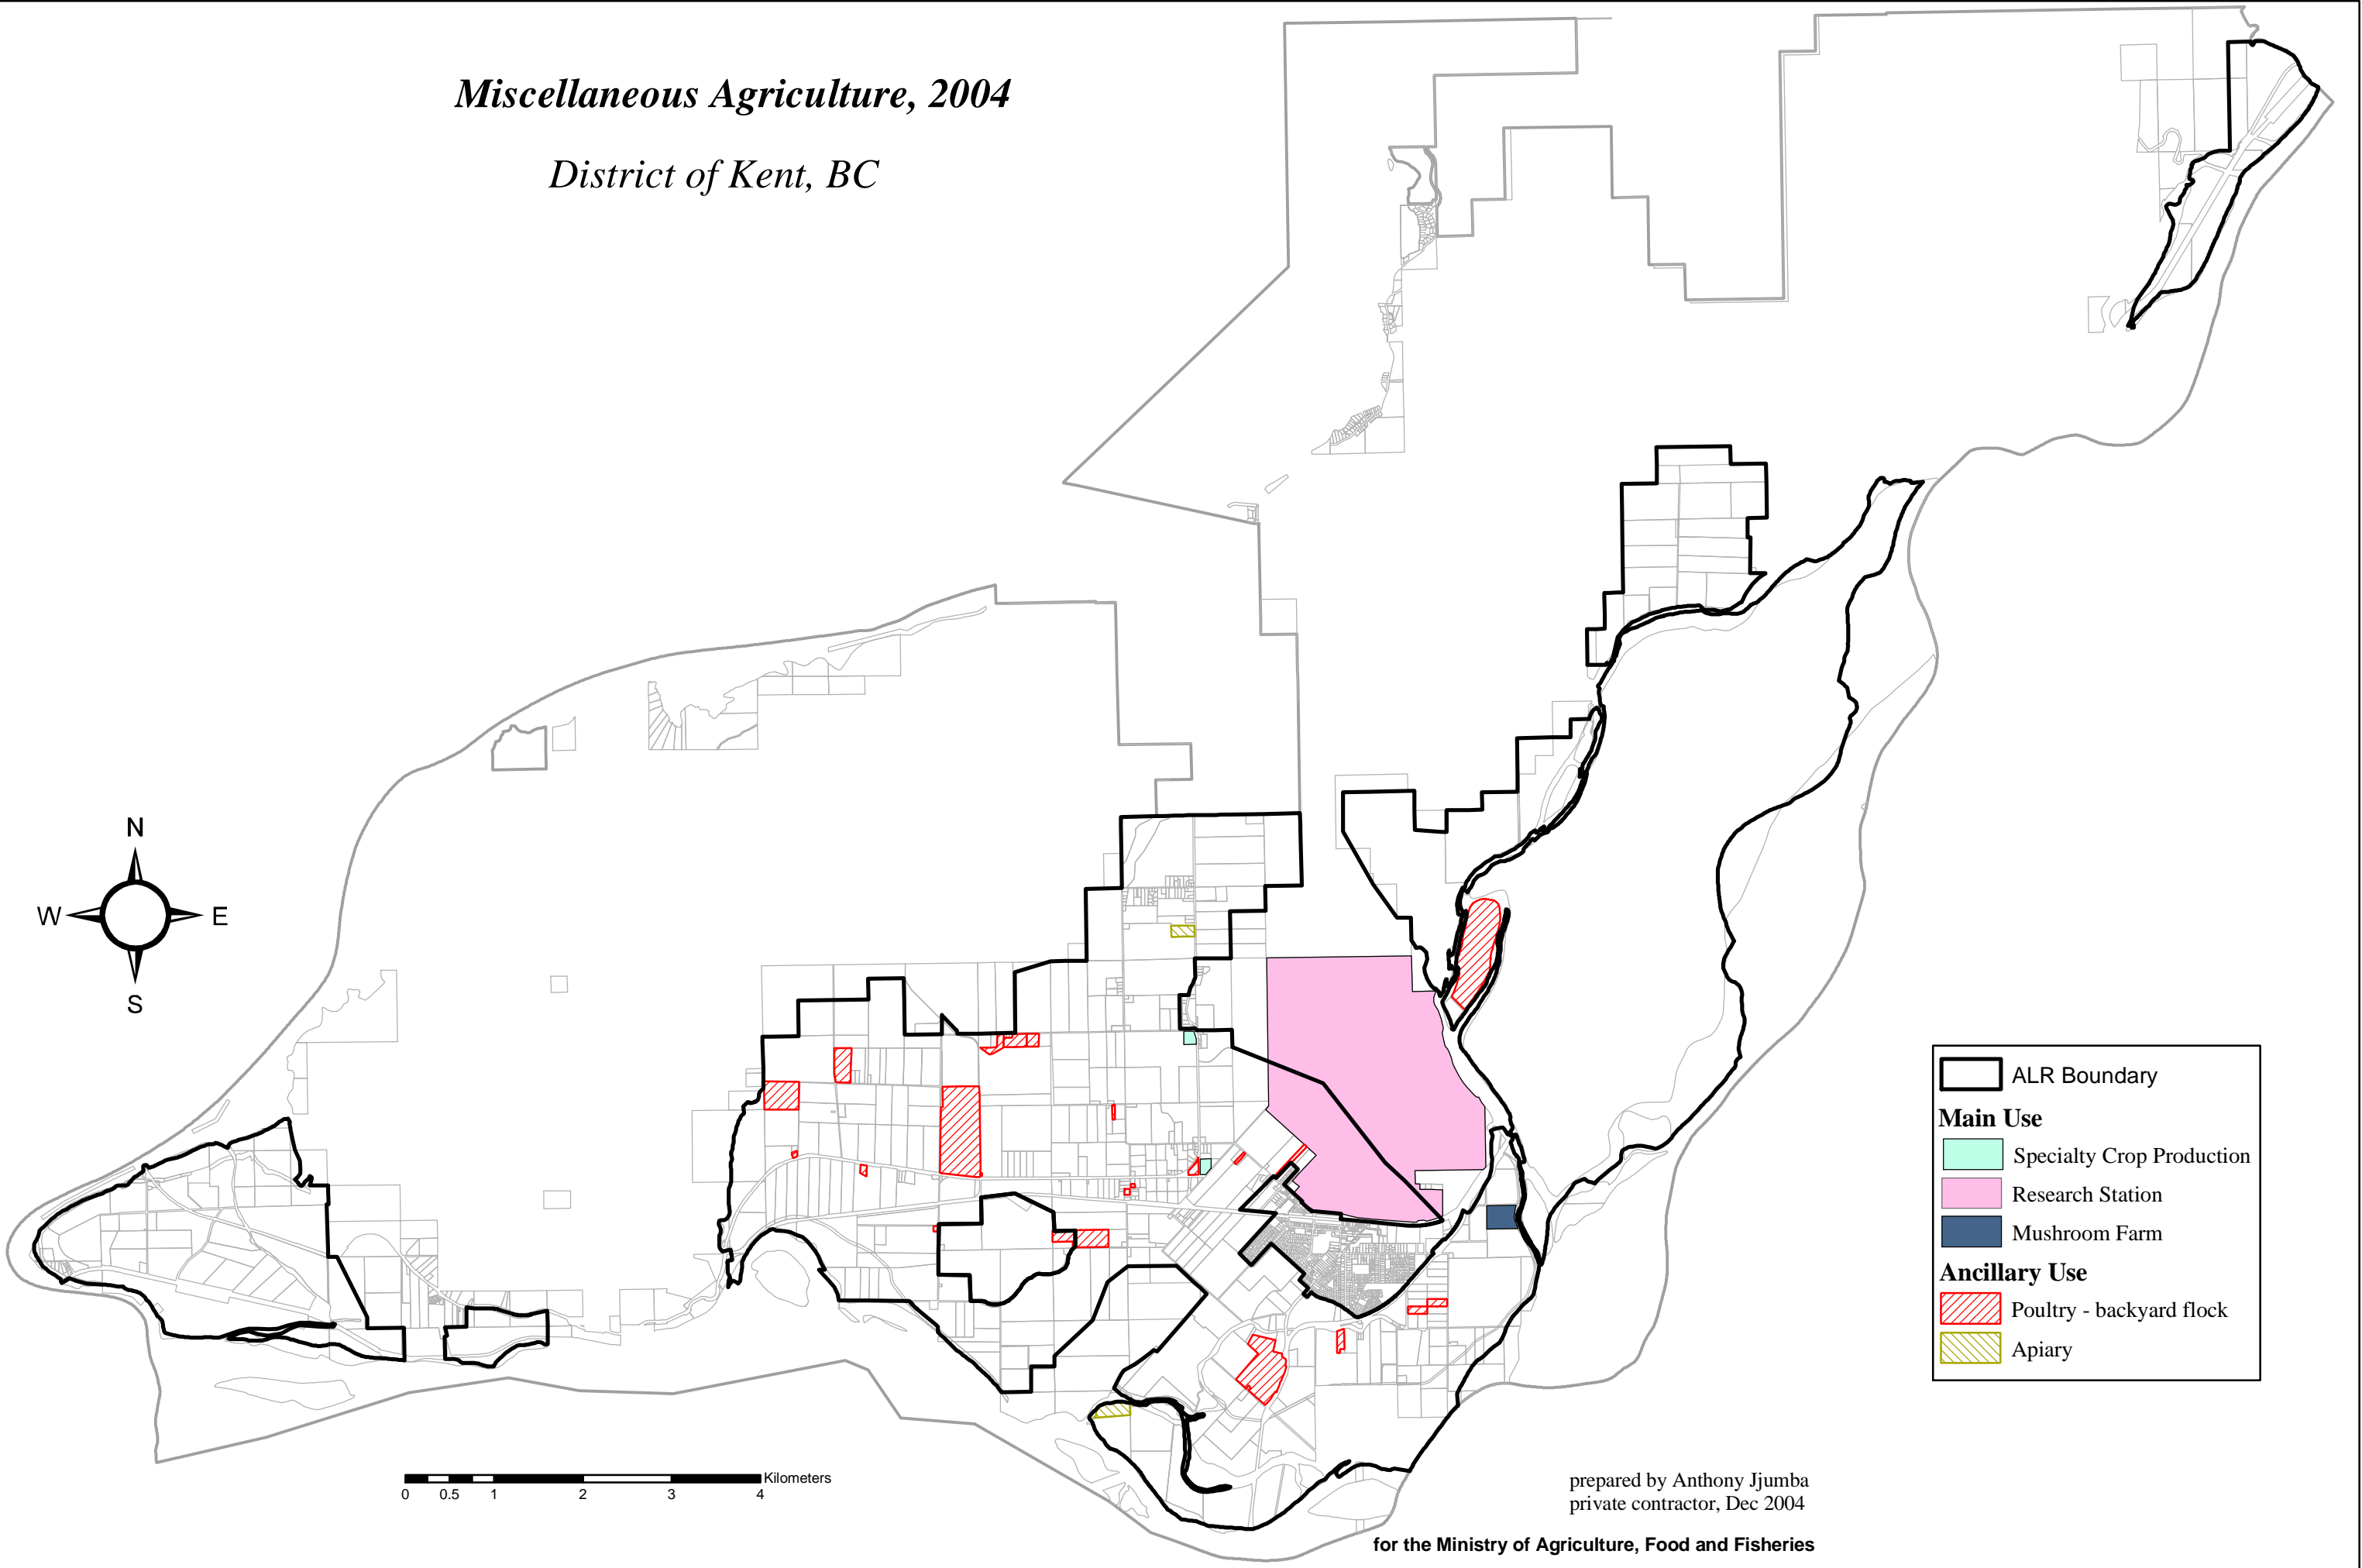 Miscellaneous Agriculture, 2004
District of Kent, BC
N
W E
S
ALR Boundary
Main Use
Specialty Crop Production
Research Station
Mushroom Farm
Ancillary Use
Poultry - backyard flock
Apiary
Kilometers
0 0.5 1 2 3 4
prepared by Anthony Jjumba
private contractor, Dec 2004
for the Ministry of Agriculture, Food and Fisheries